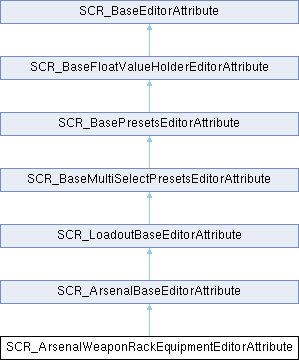 SCR_BaseEditorAttribute
SCR_BaseFloatValueHolderEditorAttribute
SCR_BasePresetsEditorAttribute
SCR_BaseMultiSelectPresetsEditorAttribute
SCR_LoadoutBaseEditorAttribute
SCR_ArsenalBaseEditorAttribute
SCR_ArsenalWeaponRackEquipmentEditorAttribute